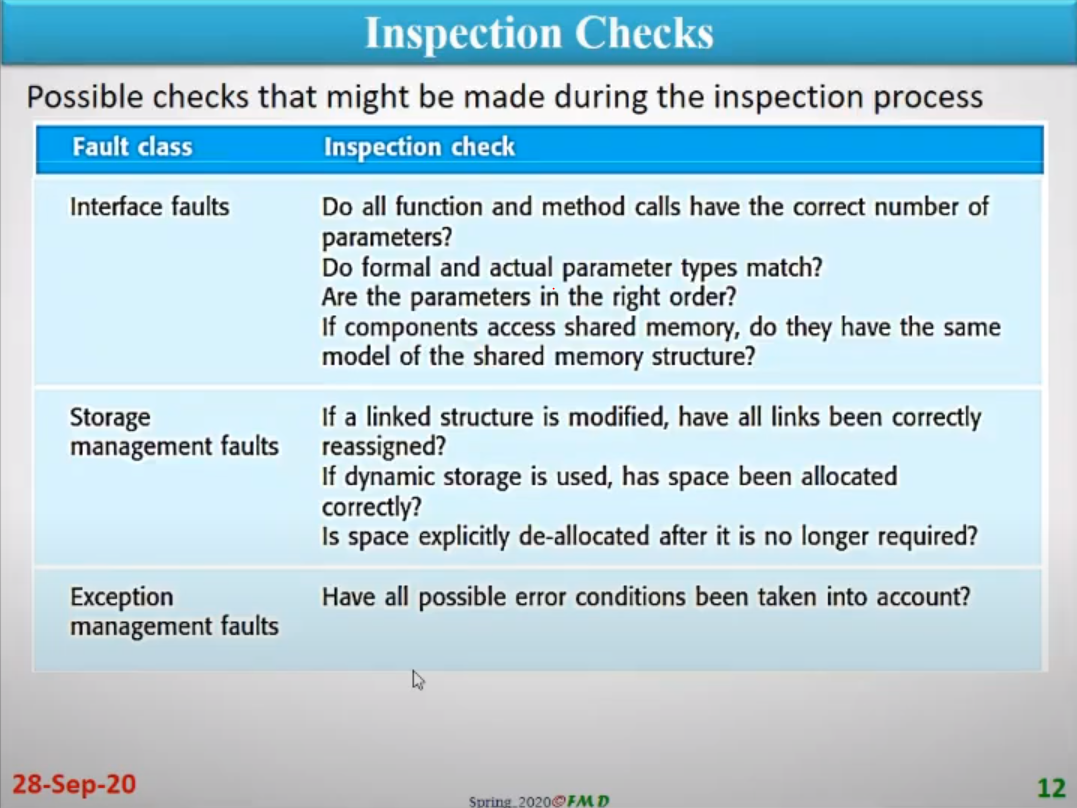 Inspection Checks
Possible checks that might be made during the inspection process
Fault class Inspection check
Interface faults Do all function and method calls have the correct number of
parameters?
Do formal and actual parameter types match?
Are the parameters in the right order?
If components access shared memory, do they have the same
model of the shared memory structure?
Storage If a linked structure is modified, have all links been correctly
management faults reassigned?
If dynamic storage is used, has space been allocated
correctly?
Is space explicitly de-allocated after it is no longer required?
Exception Have all possible error conditions been taken into account?
management faults
28-Sep-20
Spring_2020©FMD
12